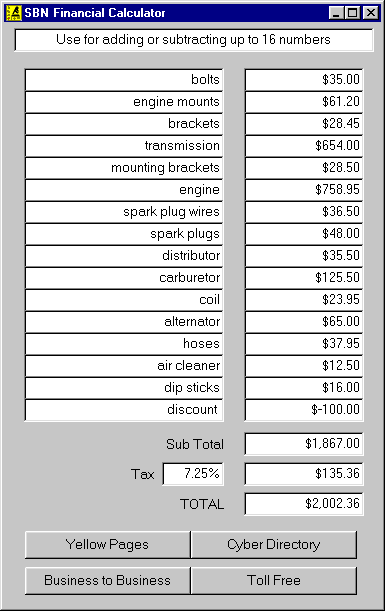 SBN Financial Calculator
Use for adding or subtracting up to 16 numbers
bolts $35.00
engine mounts $61.20
brackets $28.45
transmission $654.00
mounting brackets $28.50
engine $758.95
spark plug wires $36.50
spark plugs $48.00
distributor $35.50
carburetor $125.50
coil $23.95
alternator $65.00
hoses $37.95
air cleaner $12.50
dip sticks $16.00
discount $-100.00
Sub Total $1,867.00
Tax 7.25% $135.36
TOTAL $2,002.36
Yellow Pages Cyber Directory
Business to Business Toll Free